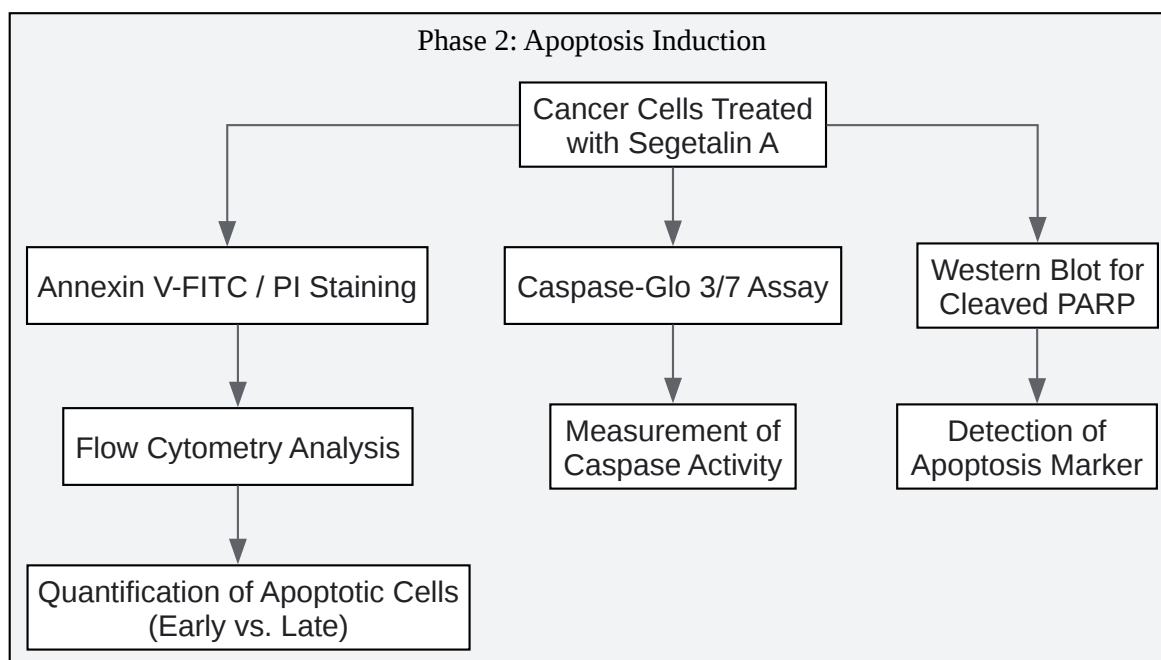 Phase 2: Apoptosis Induction
Cancer Cells Treated
with Segetalin A
Annexin V-FITC / PI Staining
Caspase-Glo 3/7 Assay
Western Blot for
Cleaved PARP
Flow Cytometry Analysis
Measurement of
Caspase Activity
Detection of
Apoptosis Marker
Quantification of Apoptotic Cells
(Early vs. Late)